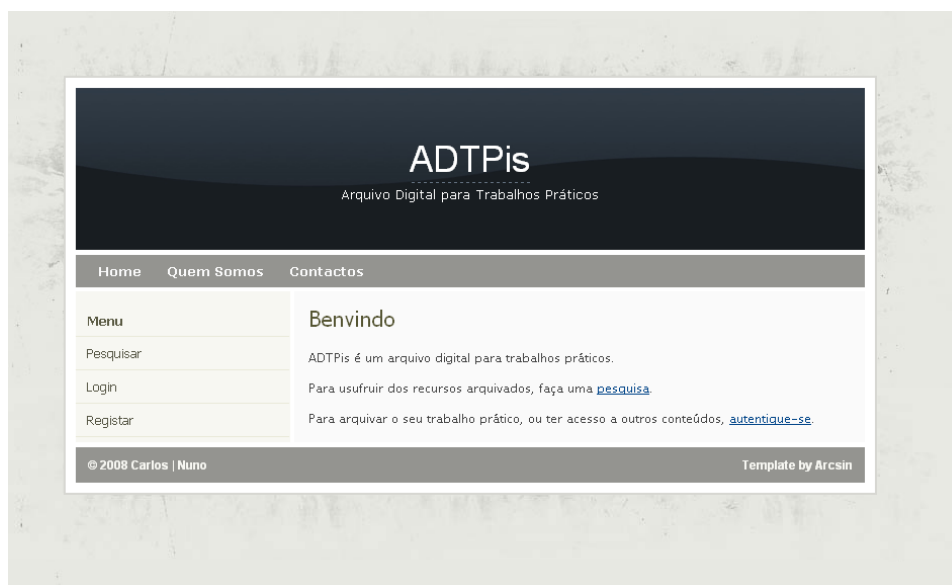 ADTPis
Arquivo Digital para Trabalhos Práticos
Home Quem Somos Contactos
Menu
Pesquisar
Login
Registar
Benvindo
ADTPis é um arquivo digital para trabalhos práticos.
Para usufruir dos recursos arquivados, faça uma pesquisa.
Para arquivar o seu trabalho prático, ou ter acesso a outros conteúdos, autentique-se.
© 2008 Carlos | Nuno
Template by Arcsin